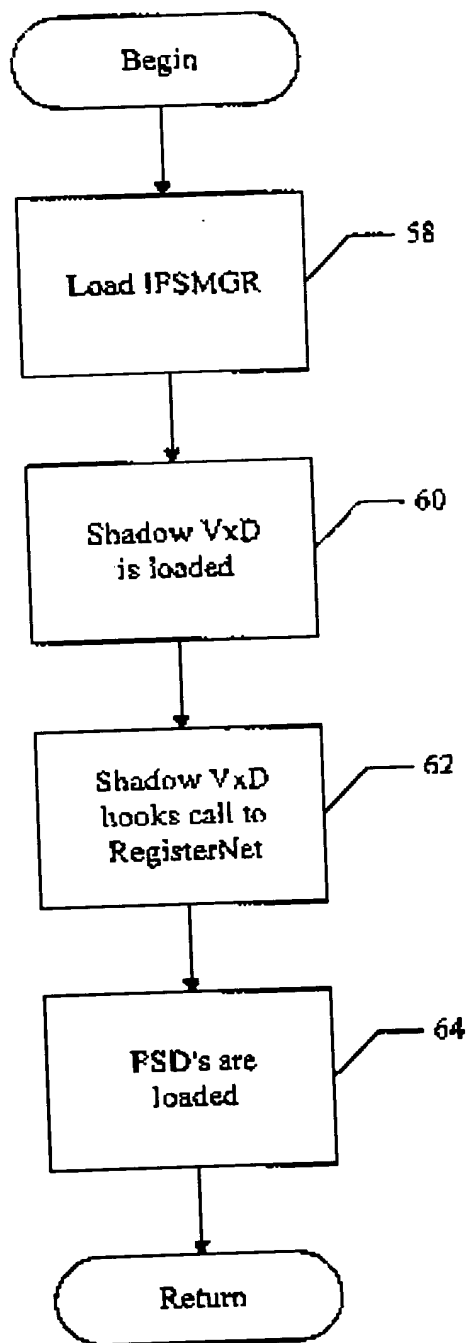 Begin
Load IFSMGR
58
Shadow VxD
is loaded
60
Shadow VxD
hooks call to
RegisterNet
62
FSD's are
loaded
64
Return